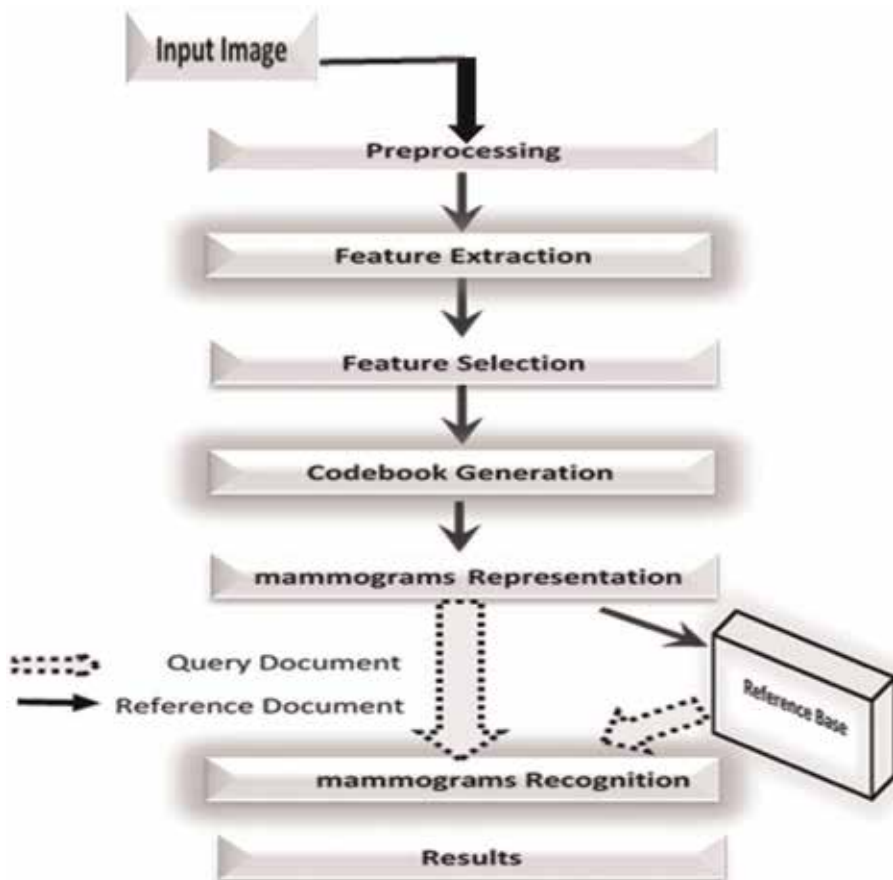 Input Image
Preprocessing
Feature Extraction
Feature Selection
Codebook Generation
mammograms Representation
Query Document
Reference Document
Reference Base
mammograms Recognition
Results